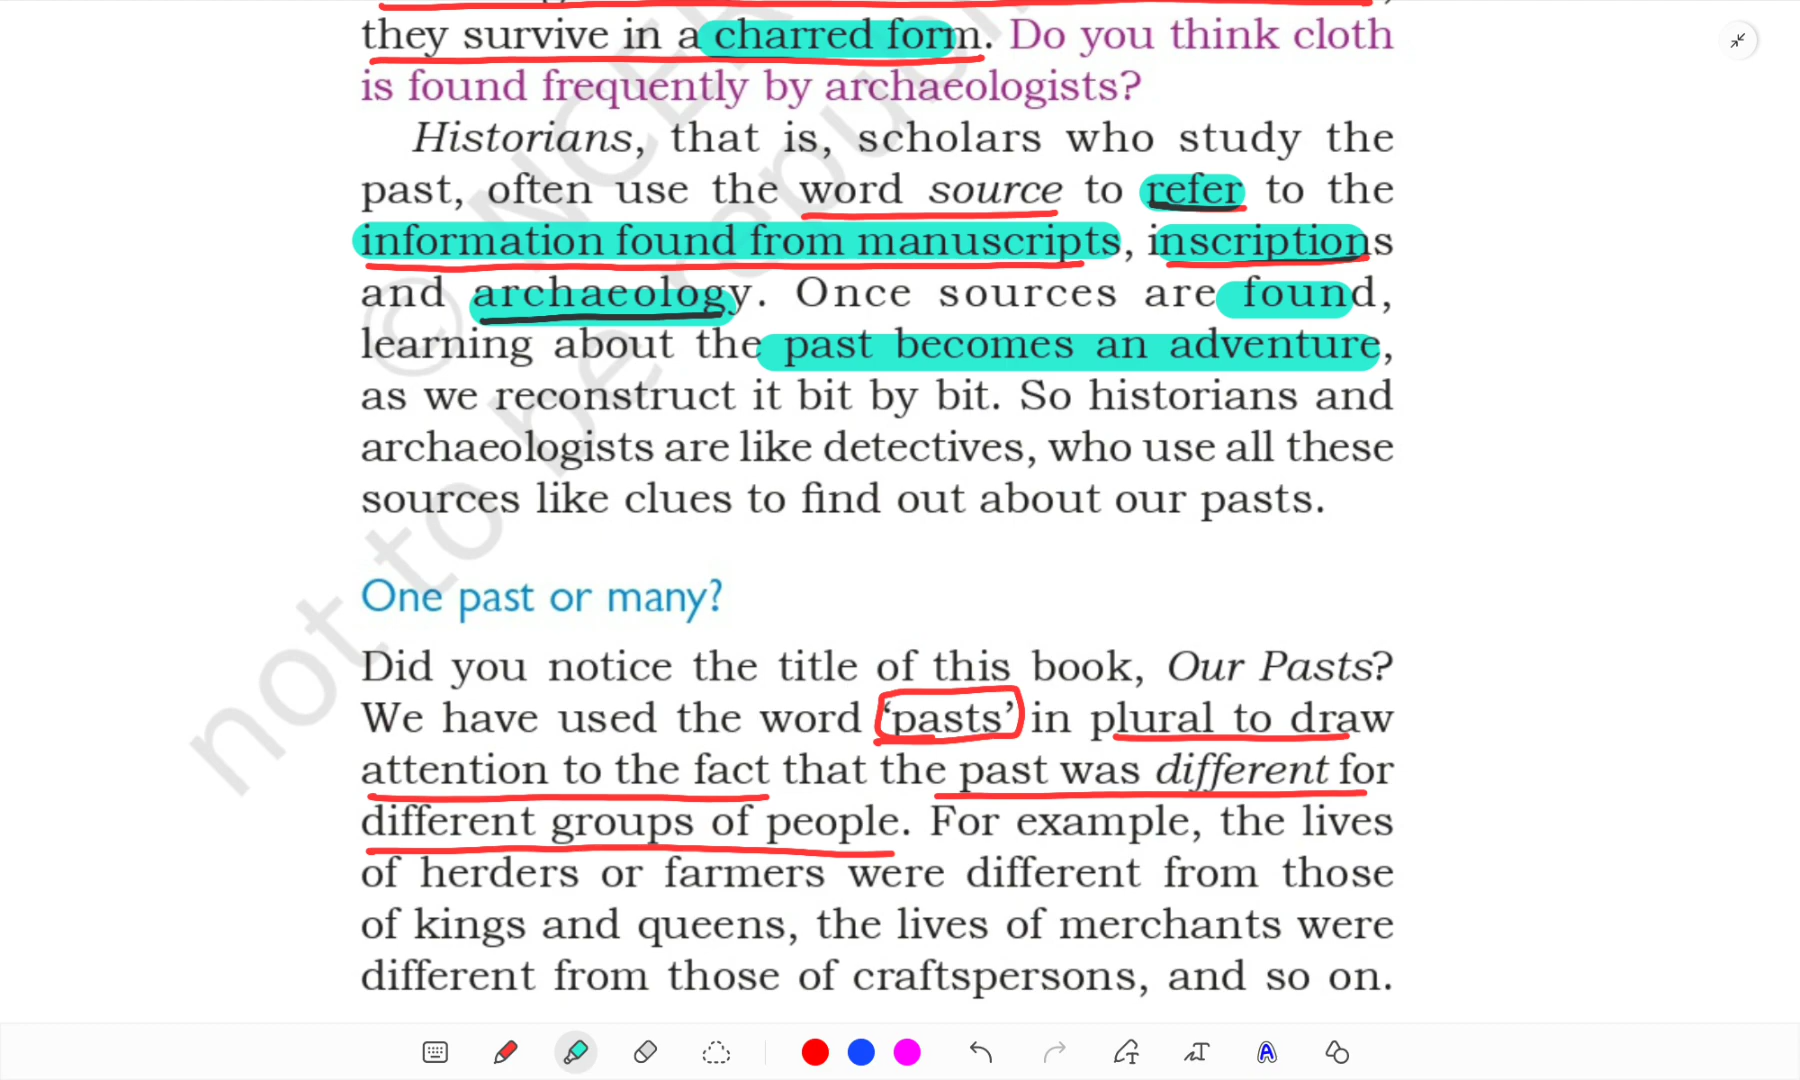 they survive in a charred form. Do you think cloth
is found frequently by archaeologists?
Historians, that is, scholars who study the
past, often use the word source to refer to the
information found from manuscripts, inscriptions
and archaeology. Once sources are found,
learning about the past becomes an adventure,
as we reconstruct it bit by bit. So historians and
archaeologists are like detectives, who use all these
sources like clues to find out about our pasts.
One past or many?
Did you notice the title of this book, Our Pasts?
We have used the word ‘pasts’ in plural to draw
attention to the fact that the past was different for
different groups of people. For example, the lives
of herders or farmers were different from those
of kings and queens, the lives of merchants were
different from those of craftspersons, and so on.
not to be republ
© NCE